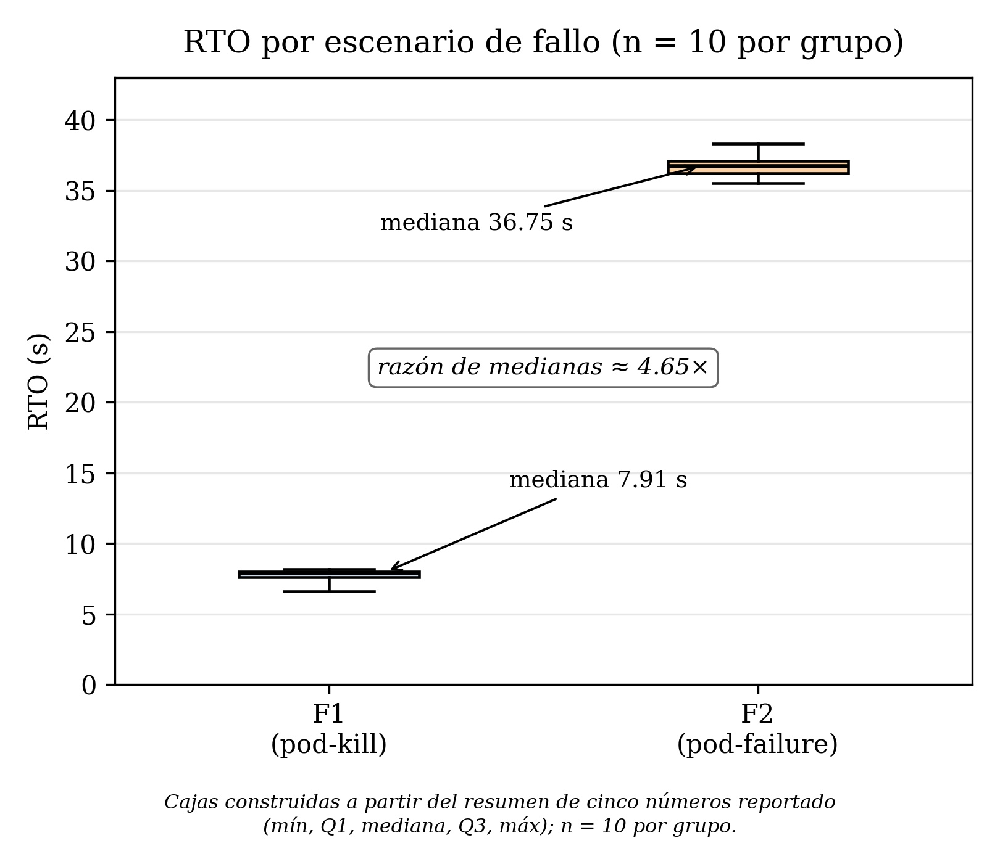 RTO por escenario de fallo (n = 10 por grupo)
RTO (s)
40
35
30
25
20
15
10
5
0
mediana 36.75 s
razón de medianas ≈ 4.65×
mediana 7.91 s
F1
(pod-kill)
F2
(pod-failure)
Cajas construidas a partir del resumen de cinco números reportado
(mín, Q1, mediana, Q3, máx); n = 10 por grupo.